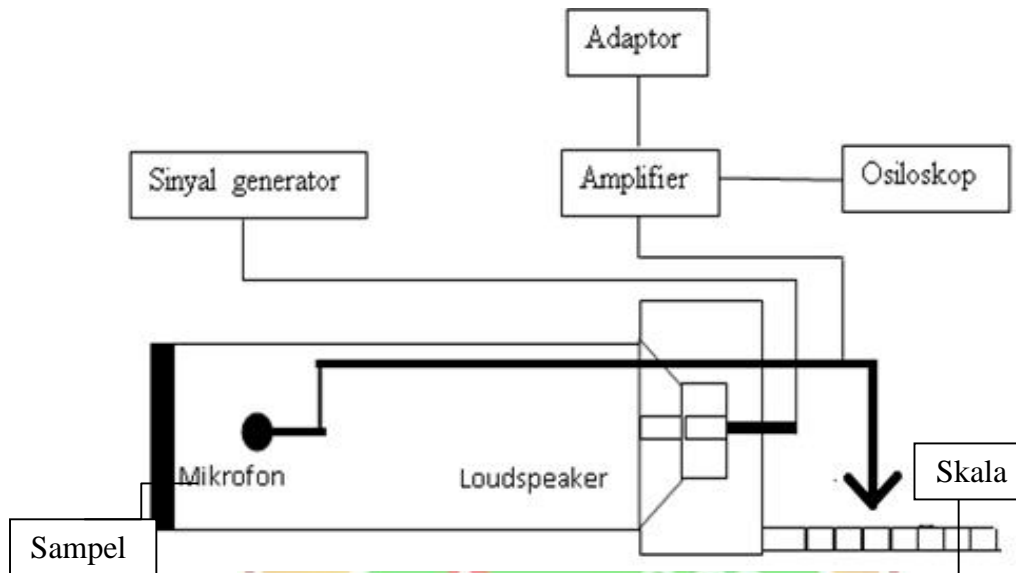 Adaptor
Sinyal generator
Amplifier
Osiloskop
Mikrofon
Loudspeaker
Skala
Sampel